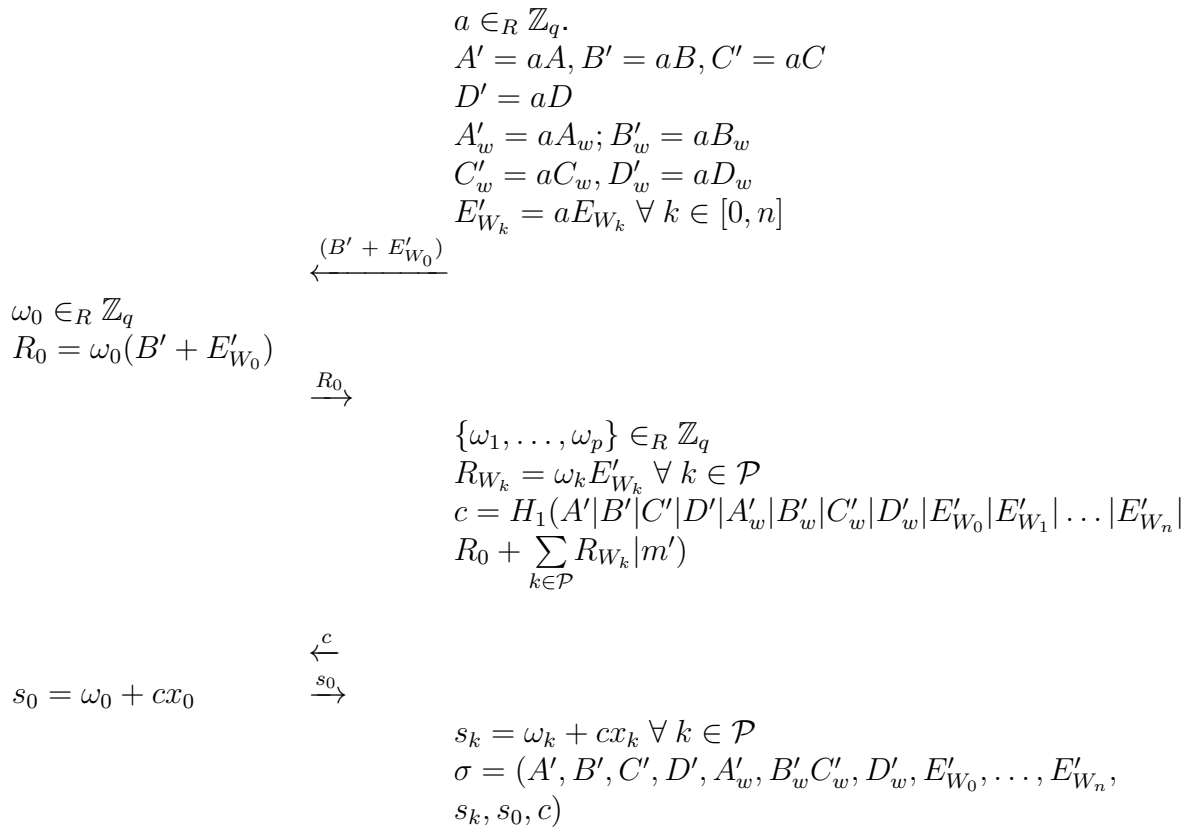 a ∈_R ℤ_q.
A′ = aA, B′ = aB, C′ = aC
D′ = aD
A′_w = aA_w; B′_w = aB_w
C′_w = aC_w, D′_w = aD_w
E′_{W_k} = aE_{W_k} ∀ k ∈ [0, n]
(B′ + E′_{W_0})
←
ω_0 ∈_R ℤ_q
R_0 = ω_0(B′ + E′_{W_0})
R_0
→
{ω_1, . . . , ω_p} ∈_R ℤ_q
R_{W_k} = ω_kE′_{W_k} ∀ k ∈ 𝒫
c = H_1(A′|B′|C′|D′|A′_w|B′_w|C′_w|D′_w|E′_{W_0}|E′_{W_1}| . . . |E′_{W_n}|
R_0 + ∑_{k∈𝒫} R_{W_k}|m′)
c
←
s_0 = ω_0 + cx_0 s_0 →
s_k = ω_k + cx_k ∀ k ∈ 𝒫
σ = (A′, B′, C′, D′, A′_w, B′_wC′_w, D′_w, E′_{W_0}, . . . , E′_{W_n},
s_k, s_0, c)